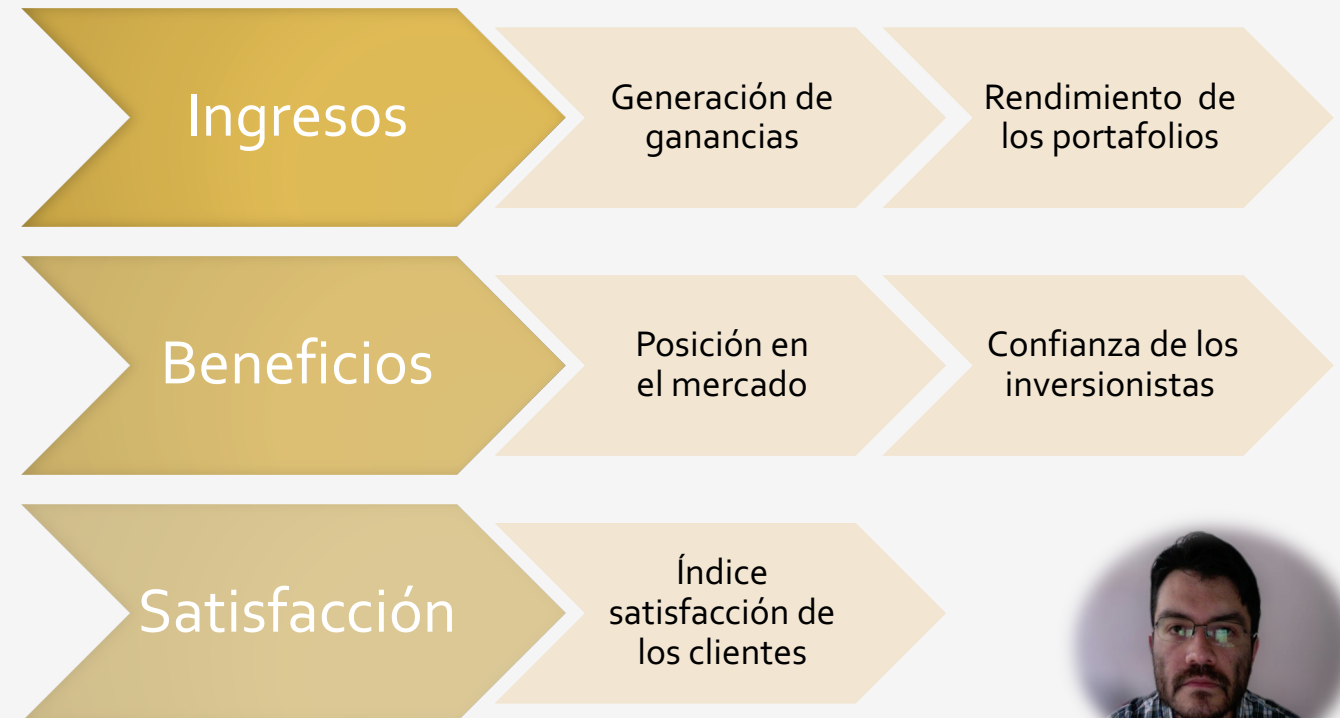 Ingresos
Generación de
ganancias
Rendimiento de
los portafolios
Beneficios
Posición en
el mercado
Confianza de los
inversionistas
Satisfacción
Índice
satisfacción de
los clientes